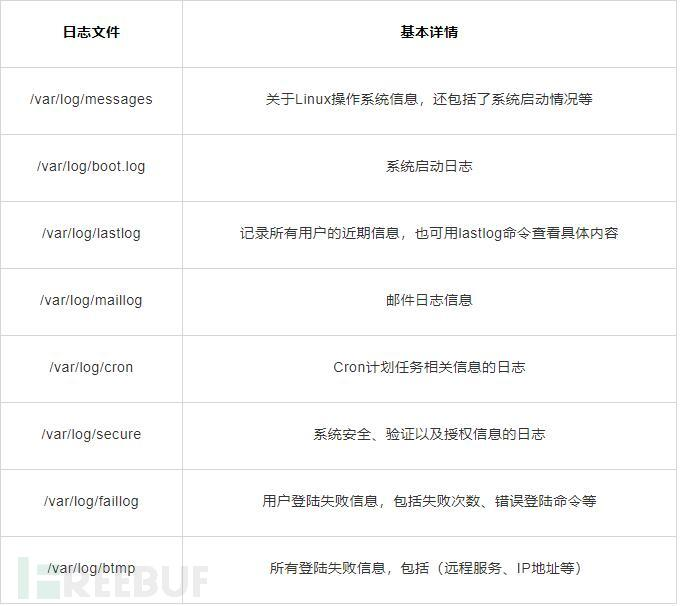 日志文件 基本详情
/var/log/messages 关于Linux操作系统信息，还包括了系统启动情况等
/var/log/boot.log 系统启动日志
/var/log/lastlog 记录所有用户的近期信息，也可用lastlog命令查看具体内容
/var/log/maillog 邮件日志信息
/var/log/cron Cron计划任务相关信息的日志
/var/log/secure 系统安全、验证以及授权信息的日志
/var/log/faillog 用户登陆失败信息，包括失败次数、错误登陆命令等
/var/log/btmp 所有登陆失败信息，包括（远程服务、IP地址等）
FREEBUF